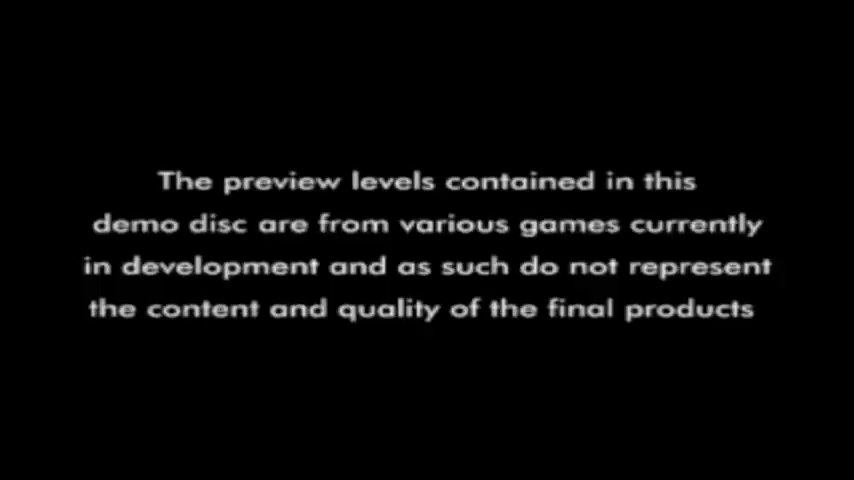 The preview levels contained in this
demo disc are from various games currently
in development and as such do not represent
the content and quality of the final products